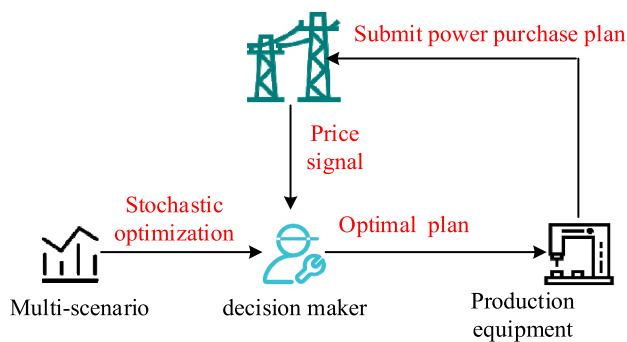 Submit power purchase plan
Price
signal
Stochastic
optimization
Optimal plan
Multi-scenario
decision maker
Production
equipment